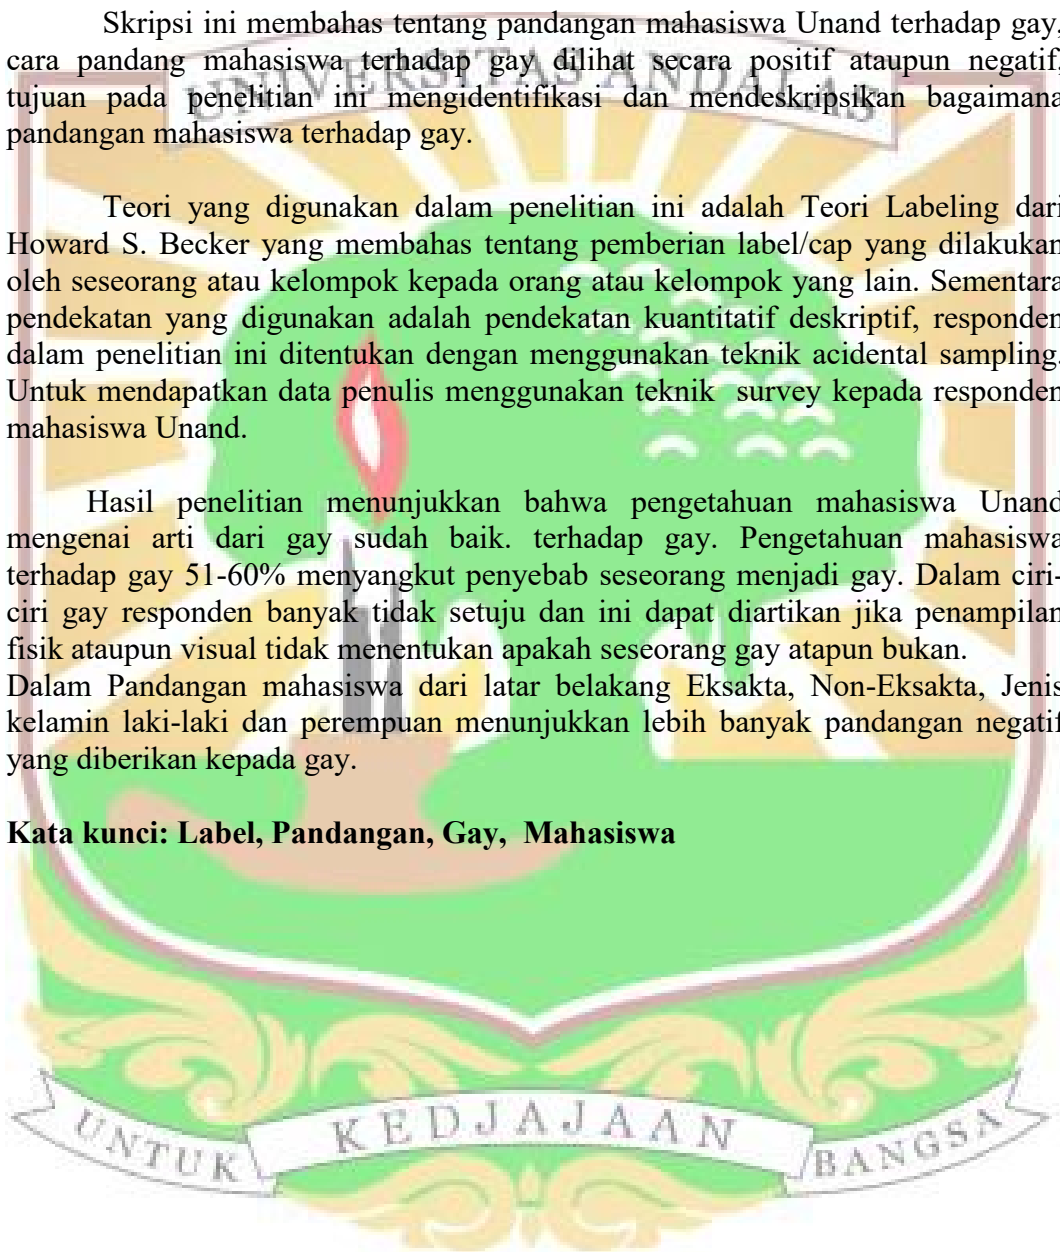 Skripsi ini membahas tentang pandangan mahasiswa Unand terhadap gay,
cara pandang mahasiswa terhadap gay dilihat secara positif ataupun negatif,
UNIVERSITAS ANDALAS
tujuan pada penelitian ini mengidentifikasi dan mendeskripsikan bagaimana
pandangan mahasiswa terhadap gay.
Teori yang digunakan dalam penelitian ini adalah Teori Labeling dari
Howard S. Becker yang membahas tentang pemberian label/cap yang dilakukan
oleh seseorang atau kelompok kepada orang atau kelompok yang lain. Sementara
pendekatan yang digunakan adalah pendekatan kuantitatif deskriptif, responden
dalam penelitian ini ditentukan dengan menggunakan teknik acidental sampling.
Untuk mendapatkan data penulis menggunakan teknik survey kepada responden
mahasiswa Unand.
Hasil penelitian menunjukkan bahwa pengetahuan mahasiswa Unand
mengenai arti dari gay sudah baik. terhadap gay. Pengetahuan mahasiswa
terhadap gay 51-60% menyangkut penyebab seseorang menjadi gay. Dalam ciri-
ciri gay responden banyak tidak setuju dan ini dapat diartikan jika penampilan
fisik ataupun visual tidak menentukan apakah seseorang gay atapun bukan.
Dalam Pandangan mahasiswa dari latar belakang Eksakta, Non-Eksakta, Jenis
kelamin laki-laki dan perempuan menunjukkan lebih banyak pandangan negatif
yang diberikan kepada gay.
Kata kunci: Label, Pandangan, Gay, Mahasiswa
UNTUK KEDJAJAAN BANGSA